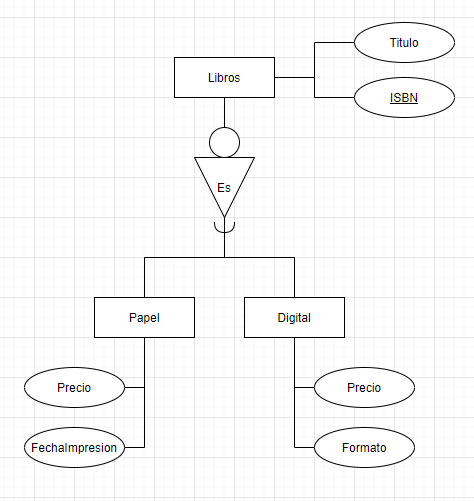 Titulo
Libros
ISBN
Es
Papel
Digital
Precio
Precio
FechaImpresion
Formato